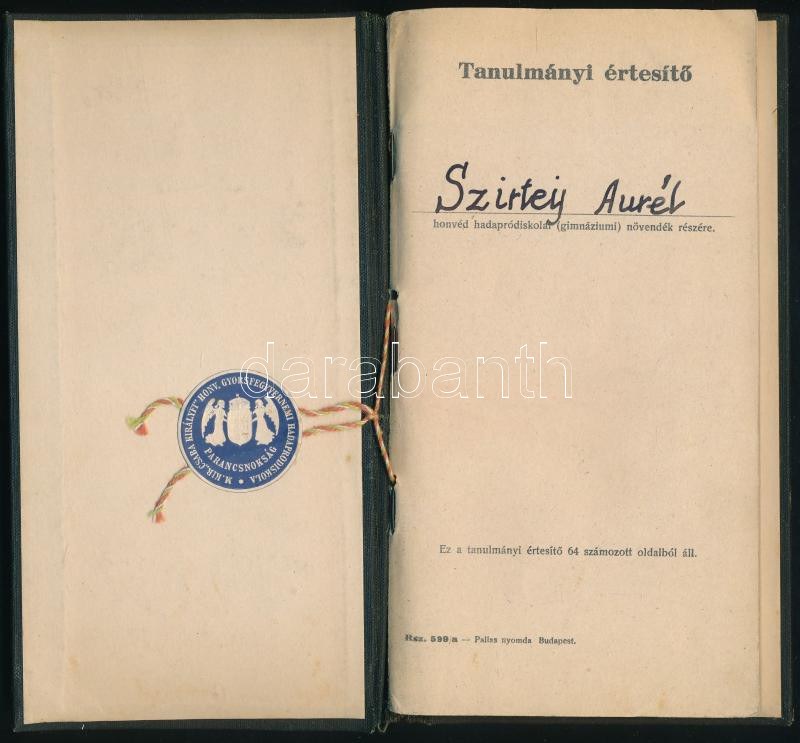 M. KIR. „CSABA KIRÁLYFI” HONV. GYORSFEGYVERNEMI HADAPRÓDISKOLA
PARANCSNOKSÁG
Tanulmányi értesítő
Szirtey Aurél
honvéd hadapródiskolai (gimnáziumi) növendék részére.
darabanth
Ez a tanulmányi értesítő 64 számozott oldalból áll.
Rsz. 599/a — Pallas nyomda Budapest.